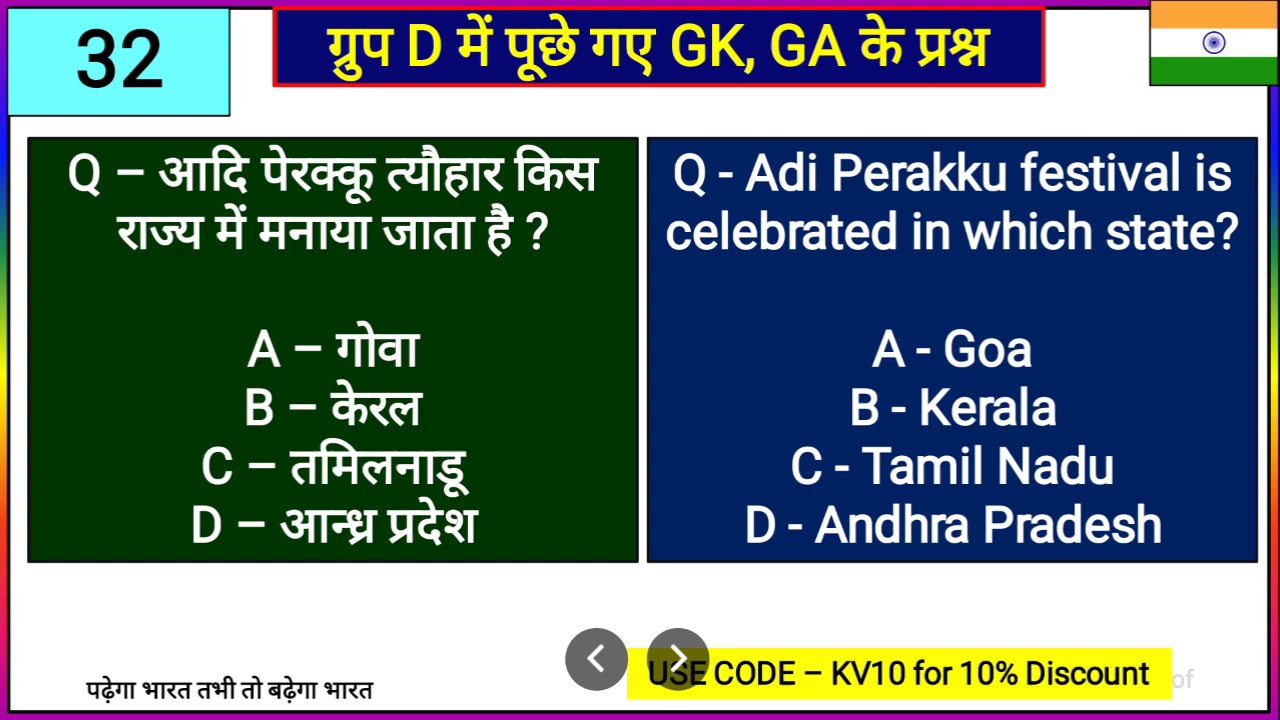 32
ग्रुप D में पूछे गए GK, GA के प्रश्न
Q – आदि पेरक्कू त्यौहार किस
राज्य में मनाया जाता है ?
A – गोवा
B – केरल
C – तमिलनाडू
D – आन्ध्र प्रदेश
Q - Adi Perakku festival is
celebrated in which state?
A - Goa
B - Kerala
C - Tamil Nadu
D - Andhra Pradesh
पढ़ेगा भारत तभी तो बढ़ेगा भारत
USE CODE – KV10 for 10% Discount
of